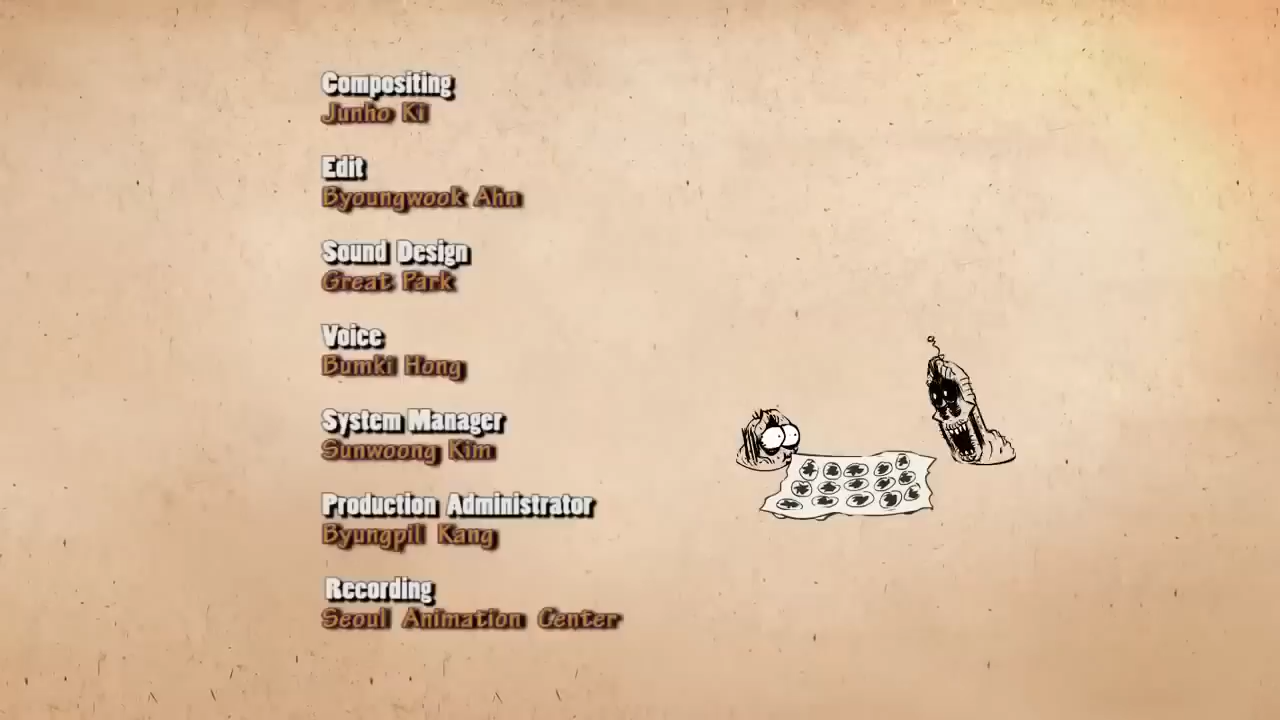 Compositing
Junho Ki
Edit
Byoungwook Ahn
Sound Design
Great Park
Voice
Bumki Hong
System Manager
Sunwoong Kim
Production Administrator
Byungpil Kang
Recording
Seoul Animation Center